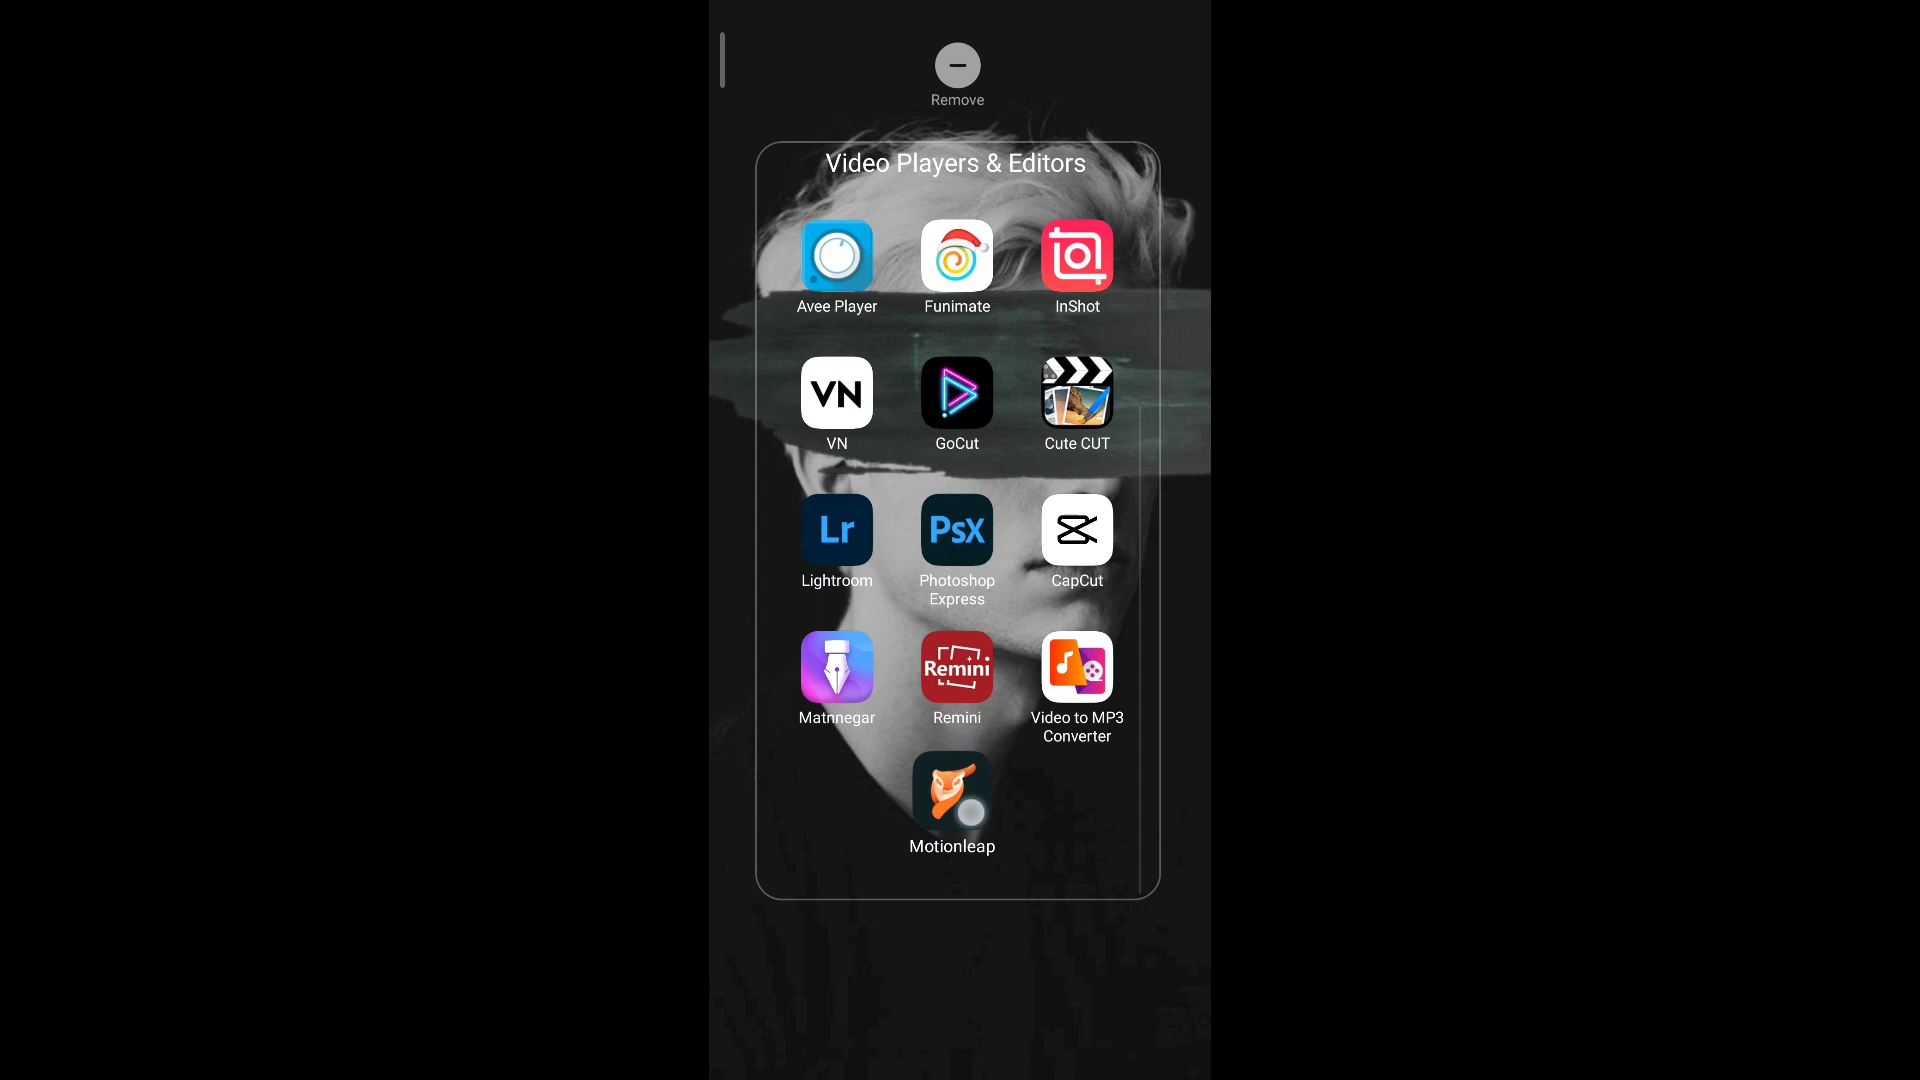 Remove
Video Players & Editors
Avee Player
Funimate
InShot
VN
VN
GoCut
Cute CUT
Lr
PsX
Lightroom
Photoshop
Express
CapCut
Remini
Matnnegar
Remini
Video to MP3
Converter
Motionleap